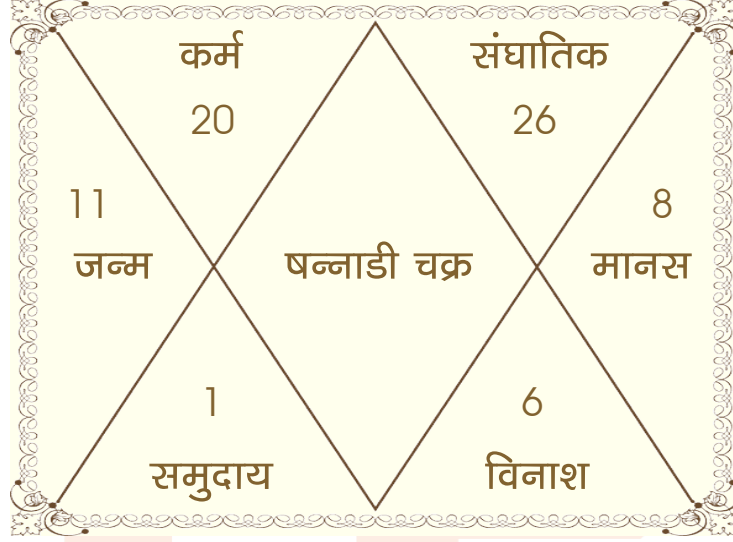 कर्म
20
संघातिक
26
11
जन्म
षन्नाडी चक्र
8
मानस
1
समुदाय
6
विनाश